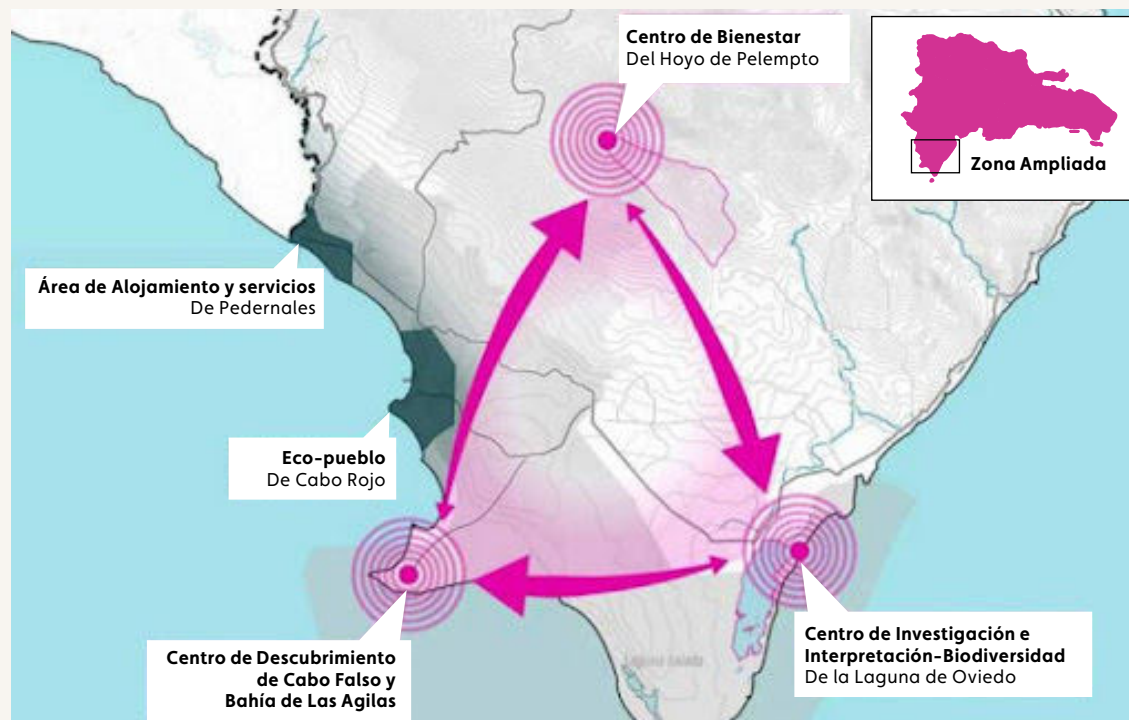 Centro de Bienestar
Del Hoyo de Pelempto
Zona Ampliada
Área de Alojamiento y servicios
De Pedernales
Eco-pueblo
De Cabo Rojo
Centro de Descubrimiento
de Cabo Falso y
Bahía de Las Agilas
Centro de Investigación e
Interpretación-Biodiversidad
De la Laguna de Oviedo